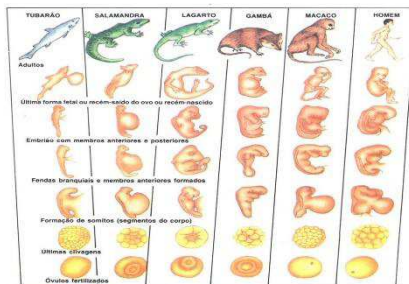 TUBARÃO SALAMANDRA LAGARTO GAMBÁ MACACO HOMEM
Adultos
Última forma fetal ou recém-saído do ovo ou recém-nascido
Embrião com membros anteriores e posteriores
Fendas branquiais e membros anteriores formados
Formação de somitos (segmentos do corpo)
Últimas clivagens
Óvulos fertilizados